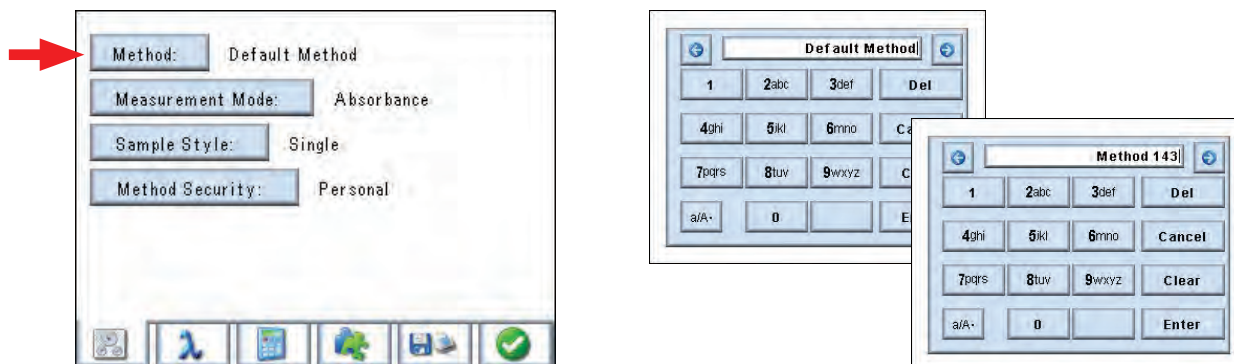 Method: Default Method
Measurement Mode: Absorbance
Sample Style: Single
Method Security: Personal
λ
Default Method
1 2abc 3def Del
4ghi 5jkl 6mno Ca
7pqrs 8tuv 9wxyz C
a/A- 0 E
Method 143
1 2abc 3def Del
4ghi 5jkl 6mno Cancel
7pqrs 8tuv 9wxyz Clear
a/A- 0 Enter